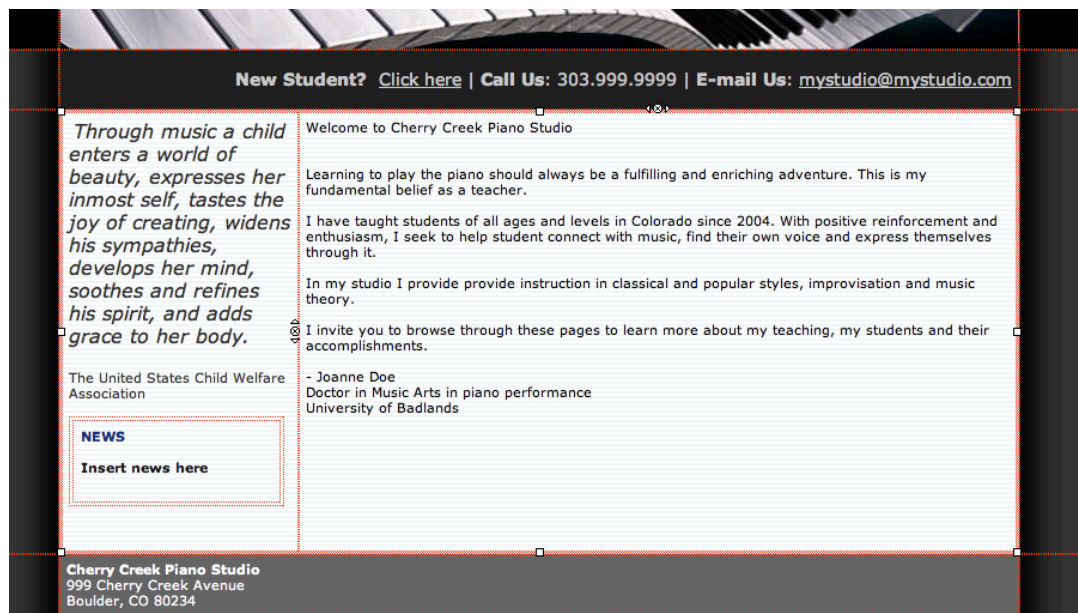 New Student? Click here | Call Us: 303.999.9999 | E-mail Us: mystudio@mystudio.com
Through music a child
enters a world of
beauty, expresses her
inmost self, tastes the
joy of creating, widens
his sympathies,
develops her mind,
soothes and refines
his spirit, and adds
grace to her body.
The United States Child Welfare
Association
NEWS
Insert news here
Welcome to Cherry Creek Piano Studio
Learning to play the piano should always be a fulfilling and enriching adventure. This is my
fundamental belief as a teacher.
I have taught students of all ages and levels in Colorado since 2004. With positive reinforcement and
enthusiasm, I seek to help student connect with music, find their own voice and express themselves
through it.
In my studio I provide provide instruction in classical and popular styles, improvisation and music
theory.
I invite you to browse through these pages to learn more about my teaching, my students and their
accomplishments.
- Joanne Doe
Doctor in Music Arts in piano performance
University of Badlands
Cherry Creek Piano Studio
999 Cherry Creek Avenue
Boulder, CO 80234